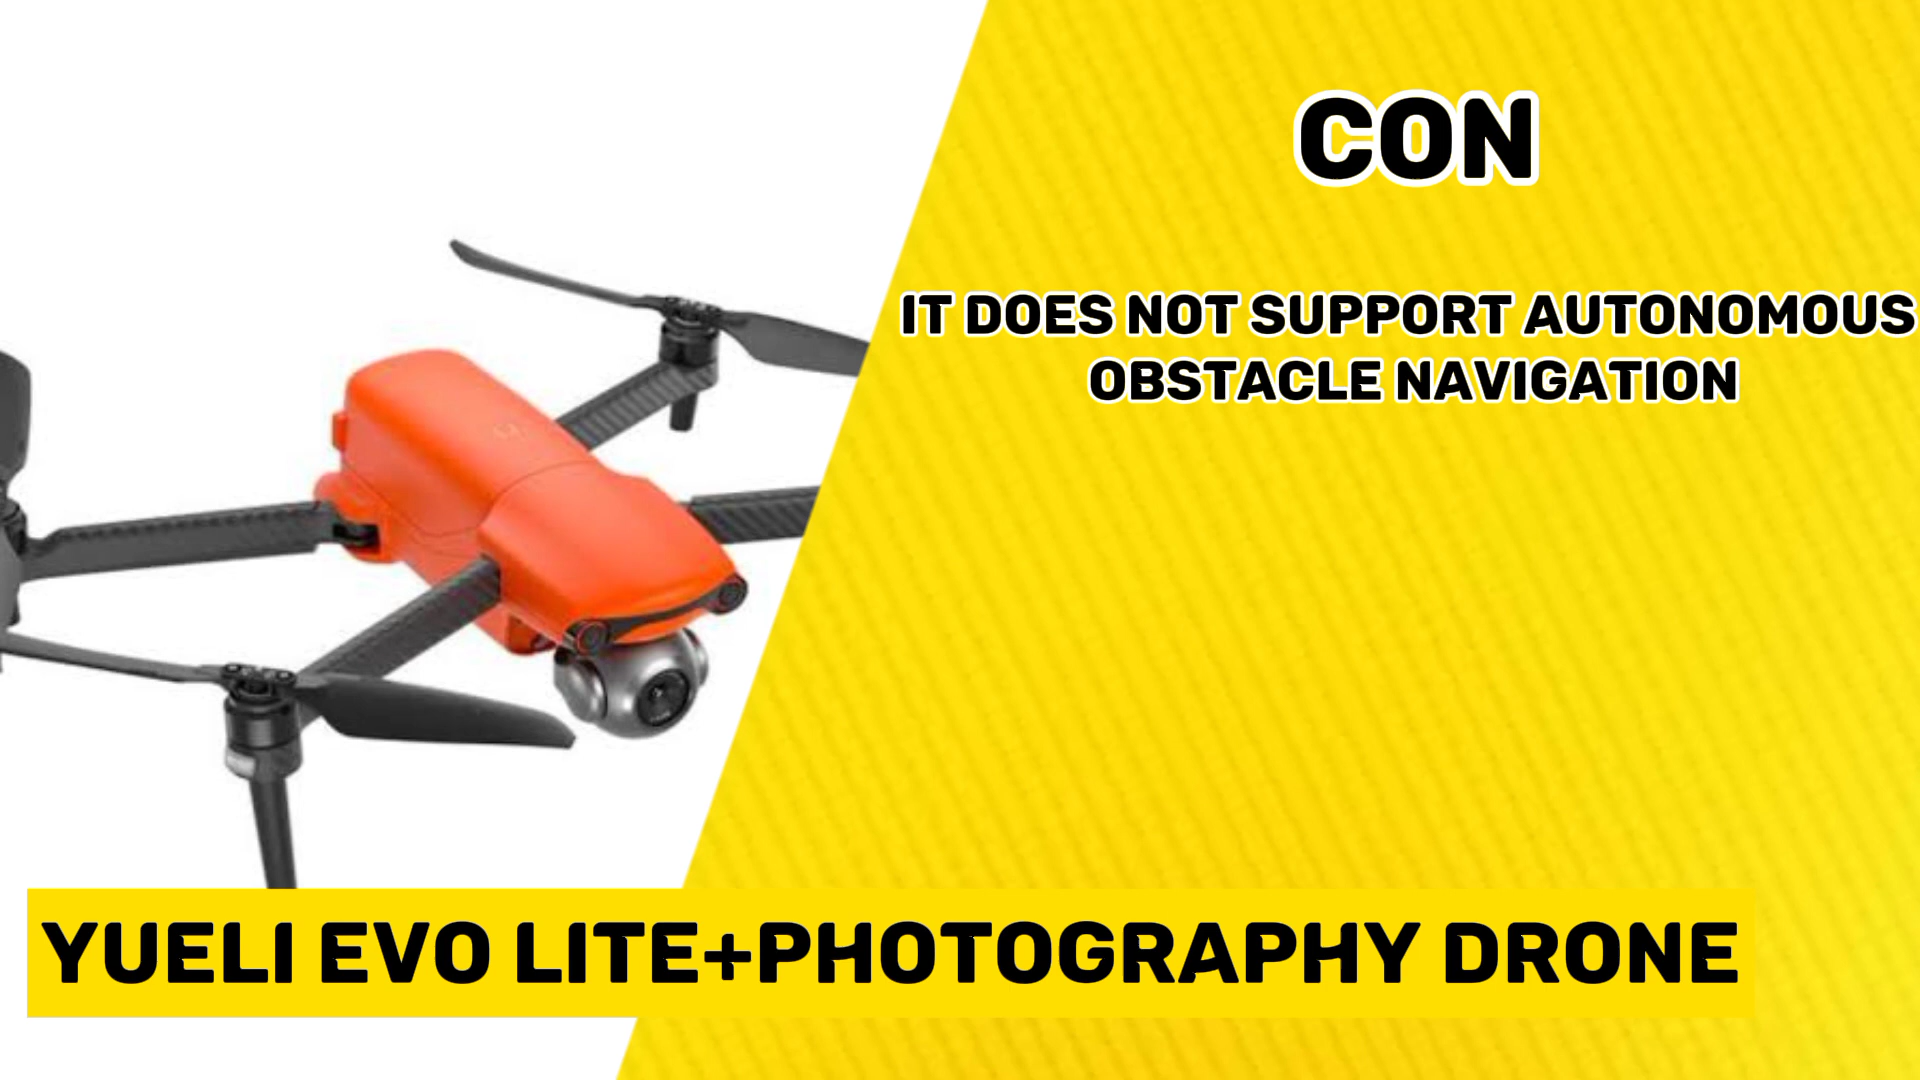 CON
IT DOES NOT SUPPORT AUTONOMOUS
OBSTACLE NAVIGATION
YUELI EVO LITE+PHOTOGRAPHY DRONE